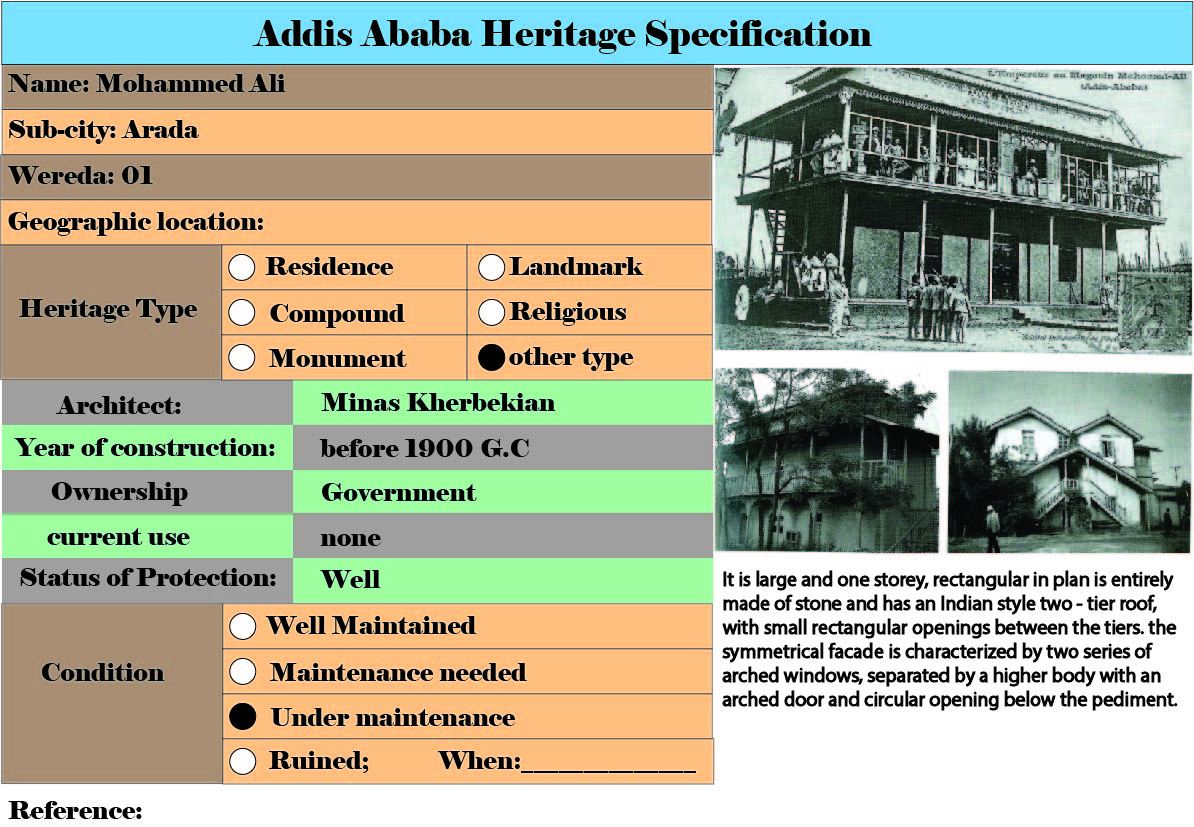 Addis Ababa Heritage Specification
Name: Mohammed Ali
Sub-city: Arada
Wereda: 01
Geographic location:
Heritage Type
Residence
Landmark
Compound
Religious
Monument
other type
Architect:
Minas Kherbekian
Year of construction:
before 1900 G.C
Ownership
Government
current use
none
Status of Protection:
Well
Condition
Well Maintained
Maintenance needed
Under maintenance
Ruined; When:______________
Reference:
L'Empereur au Magasin Mohomed-Ali
(Addis-Ababa)
It is large and one storey, rectangular in plan is entirely
made of stone and has an Indian style two - tier roof,
with small rectangular openings between the tiers. the
symmetrical facade is characterized by two series of
arched windows, separated by a higher body with an
arched door and circular opening below the pediment.